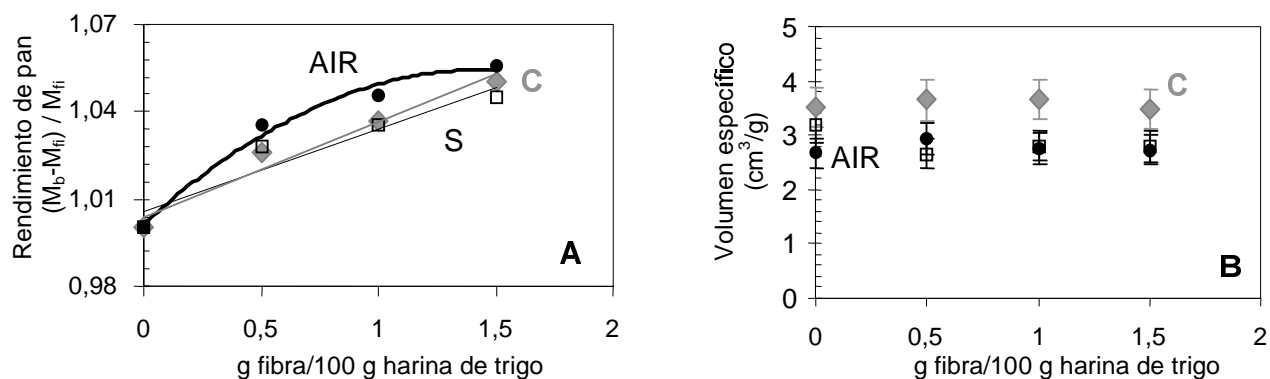 Rendimiento de pan
(Mb-Mfi) / Mfi
1,07
1,04
1,01
0,98
AIR
C
S
A
0
0,5
1
1,5
2
g fibra/100 g harina de trigo
Volumen específico
(cm³/g)
5
4
3
2
1
0
C
AIR
B
0
0,5
1
1,5
2
g fibra/100 g harina de trigo